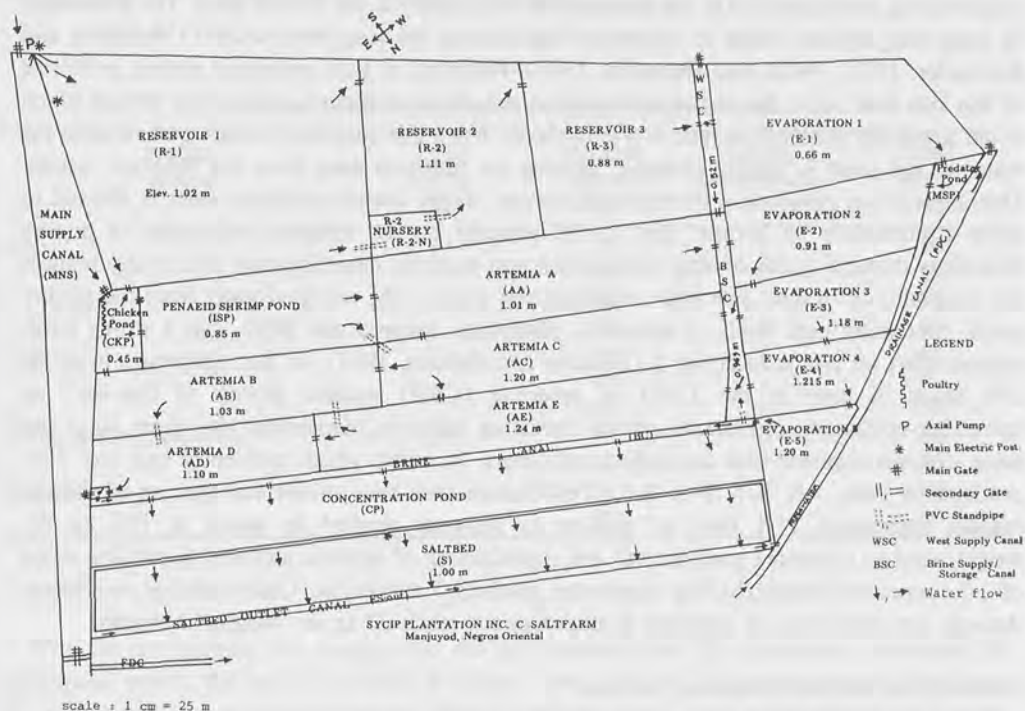 S
W
E
N
P*
W
S
C
RESERVOIR 1
(R-1)
Elev. 1.02 m
RESERVOIR 2
(R-2)
1.11 m
RESERVOIR 3
(R-3)
0.88 m
EVAPORATION 1
(E-1)
0.66 m
Predator
Pond
(MSP)
0.52 m
MAIN
SUPPLY
CANAL
(MNS)
R-2
NURSERY
(R-2-N)
EVAPORATION 2
(E-2)
0.91 m
B
S
C
ARTEMIA A
(AA)
1.01 m
EVAPORATION 3
(E-3)
1.18 m
DRAINAGE CANAL (FDC)
Chicken
Pond
(CKP)
0.45 m
PENAEID SHRIMP POND
(ISP)
0.85 m
ARTEMIA C
(AC)
1.20 m
0.945 m
EVAPORATION 4
(E-4)
1.215 m
ARTEMIA B
(AB)
1.03 m
ARTEMIA E
(AE)
1.24 m
EVAPORATION 5
(E-5)
1.20 m
ARTEMIA D
(AD)
1.10 m
BRINE CANAL
CONCENTRATION POND
(CP)
SALTBED
(S)
1.00 m
SALTBED OUTLET CANAL
SYCIP PLANTATION INC. C SALTFARM
Manjuyod, Negros Oriental
FDC
scale : 1 cm = 25 m
LEGEND
Poultry
P Axial Pump
Main Electric Post
Main Gate
Secondary Gate
PVC Standpipe
WSC West Supply Canal
BSC Brine Supply/
Storage Canal
Water flow